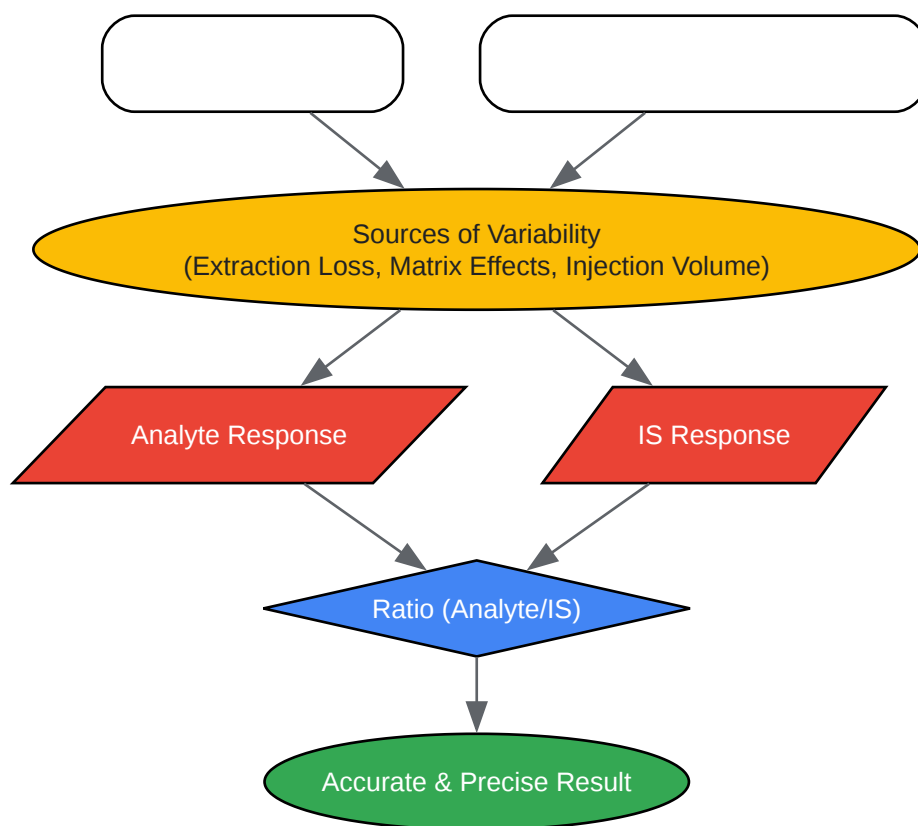 Sources of Variability
(Extraction Loss, Matrix Effects, Injection Volume)
Analyte Response
IS Response
Ratio (Analyte/IS)
Accurate & Precise Result